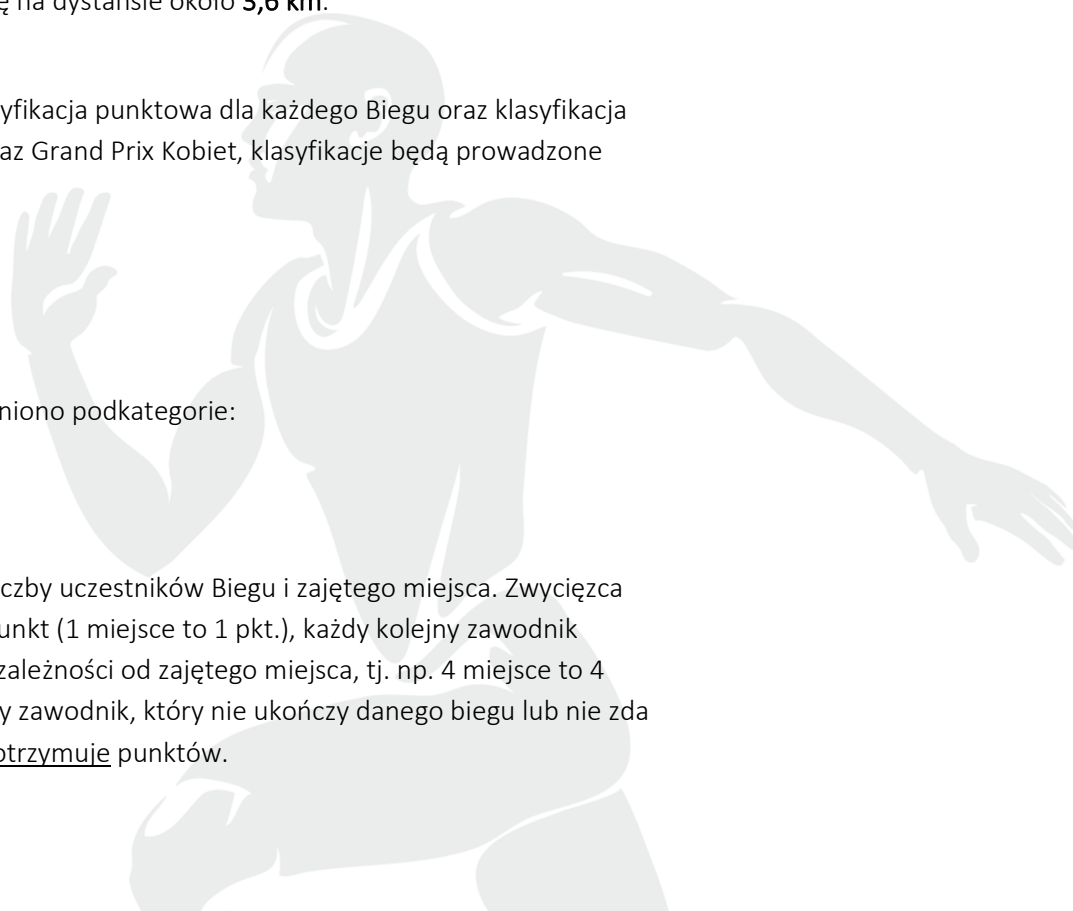 ę na dystansie około 3,6 km.
yfikacja punktowa dla każdego Biegu oraz klasyfikacja
az Grand Prix Kobiet, klasyfikacje będą prowadzone
niono podkategorie:
czby uczestników Biegu i zajętego miejsca. Zwycięzca
unkt (1 miejsce to 1 pkt.), każdy kolejny zawodnik
zależności od zajętego miejsca, tj. np. 4 miejsce to 4
y zawodnik, który nie ukończy danego biegu lub nie zda
otrzymuje punktów.